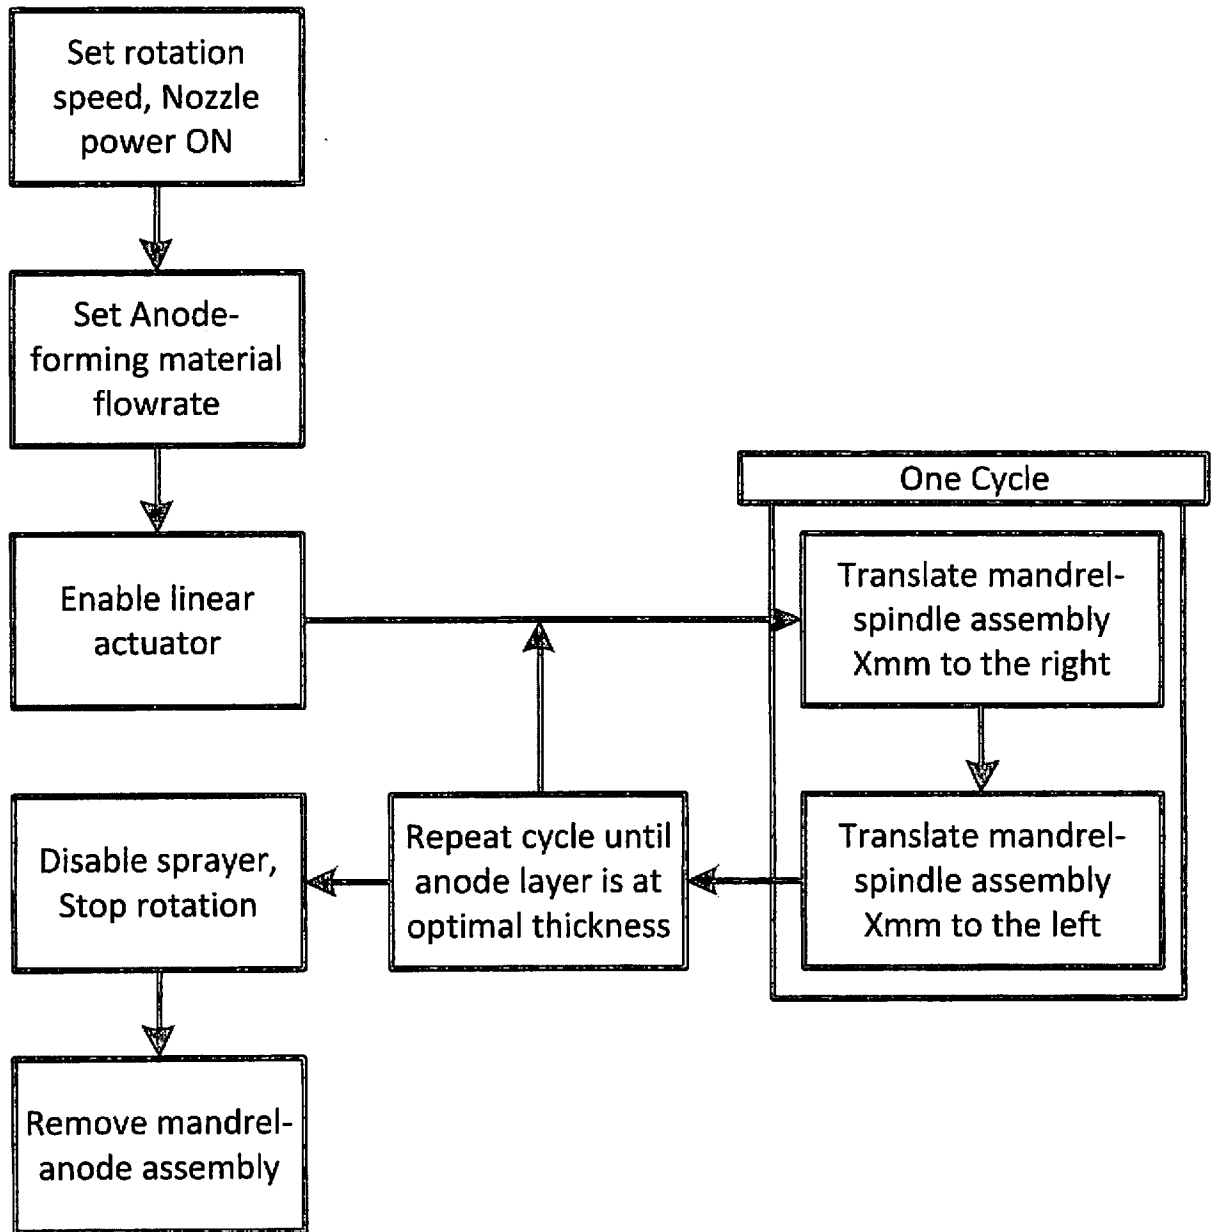 Set rotation
speed, Nozzle
power ON
Set Anode-
forming material
flowrate
Enable linear
actuator
One Cycle
Translate mandrel-
spindle assembly
Xmm to the right
Translate mandrel-
spindle assembly
Xmm to the left
Repeat cycle until
anode layer is at
optimal thickness
Disable sprayer,
Stop rotation
Remove mandrel-
anode assembly